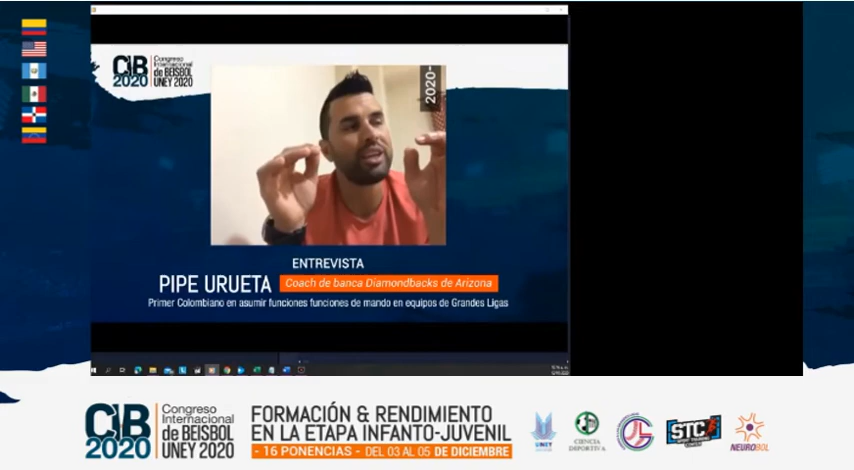 CIB
2020
Congreso
Internacional
de BEISBOL
UNEY 2020
2020-
ENTREVISTA
PIPE URUETA
Coach de banca Diamondbacks de Arizona
Primer Colombiano en asumir funciones funciones de mando en equipos de Grandes Ligas
CIB
2020
Congreso
Internacional
de BEISBOL
UNEY 2020
FORMACIÓN & RENDIMIENTO
EN LA ETAPA INFANTO-JUVENIL
- 16 PONENCIAS - DEL 03 AL 05 DE DICIEMBRE
UNEY
CIENCIA
DEPORTIVA
STC
NEUROBOL